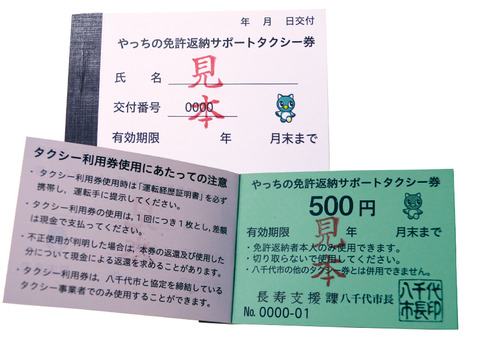 年 月 日交付
やっちの免許返納サポートタクシー券
氏 名
交付番号 0000
有効期限 年 月末まで
見本
タクシー利用券使用にあたっての注意
・タクシー利用券使用時は「運転経歴証明書」を必ず
携帯し、運転手に提示してください。
・タクシー利用券の使用は、1回につき1枚とし、差額
は現金で支払ってください。
・不正使用が判明した場合は、本券の返還及び使用した
分について現金による返還を求めることがあります。
・タクシー利用券は、八千代市と協定を締結している
タクシー事業者でのみ使用することができます。
やっちの免許返納サポートタクシー券
500円
有効期限 年 月末まで
・免許返納者本人のみ使用できます。
・切り取らないで使用してください。
・八千代市の他のタクシー券とは併用できません。
見本
長寿支援課 八千代市長
八千代
市長印
No. 0000-01